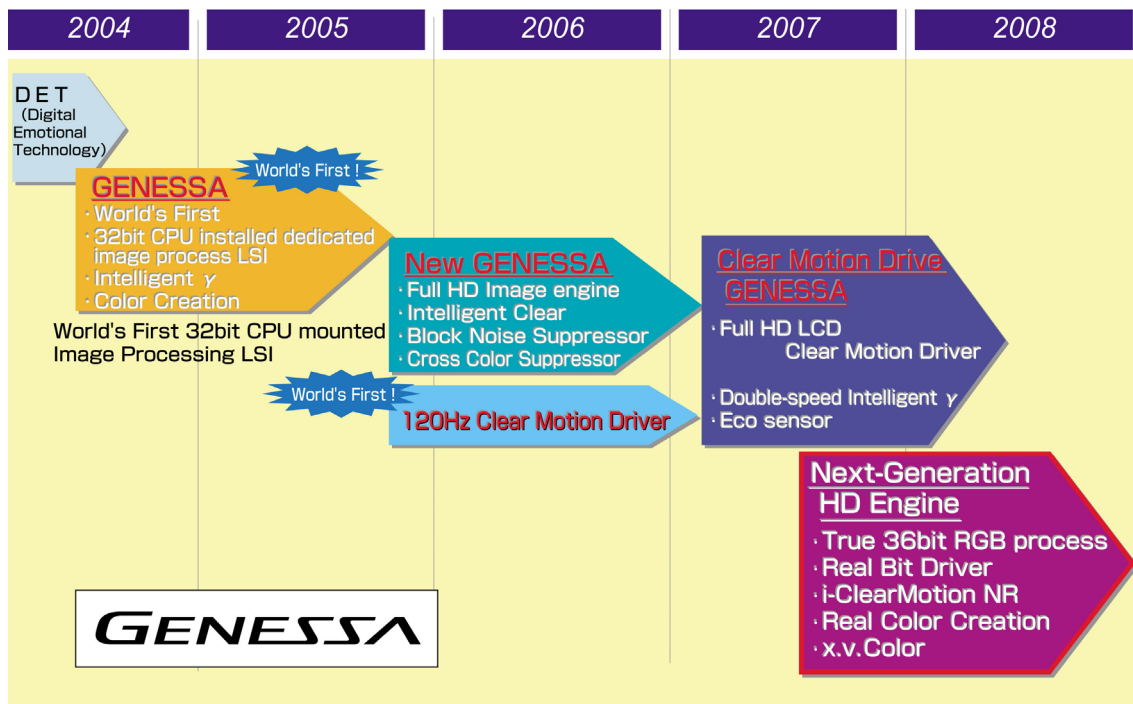 2004
2005
2006
2007
2008
DET
(Digital
Emotional
Technology)
World's First !
GENESSA
· World's First
· 32bit CPU installed dedicated
image process LSI
· Intelligent γ
· Color Creation
World's First 32bit CPU mounted
Image Processing LSI
New GENESSA
· Full HD Image engine
· Intelligent Clear
· Block Noise Suppressor
· Cross Color Suppressor
World's First !
120Hz Clear Motion Driver
Clear Motion Drive
GENESSA
· Full HD LCD
Clear Motion Driver
· Double-speed Intelligent γ
· Eco sensor
Next-Generation
HD Engine
· True 36bit RGB process
· Real Bit Driver
· i-ClearMotion NR
· Real Color Creation
· x.v.Color
GENESSA